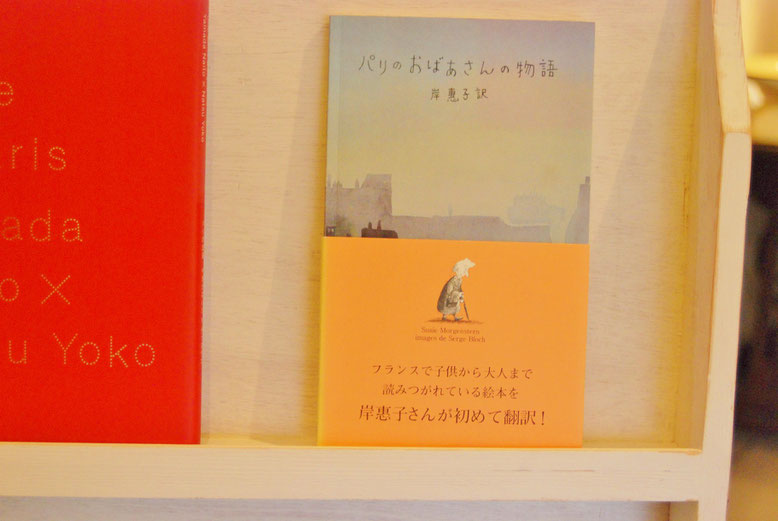 e
ris
ada
o×
u Yoko
パリのおばあさんの物語
岸 惠子 訳
Susie Morgenstern
images de Serge Bloch
フランスで子供から大人まで
読みつがれている絵本を
岸惠子さんが初めて翻訳！